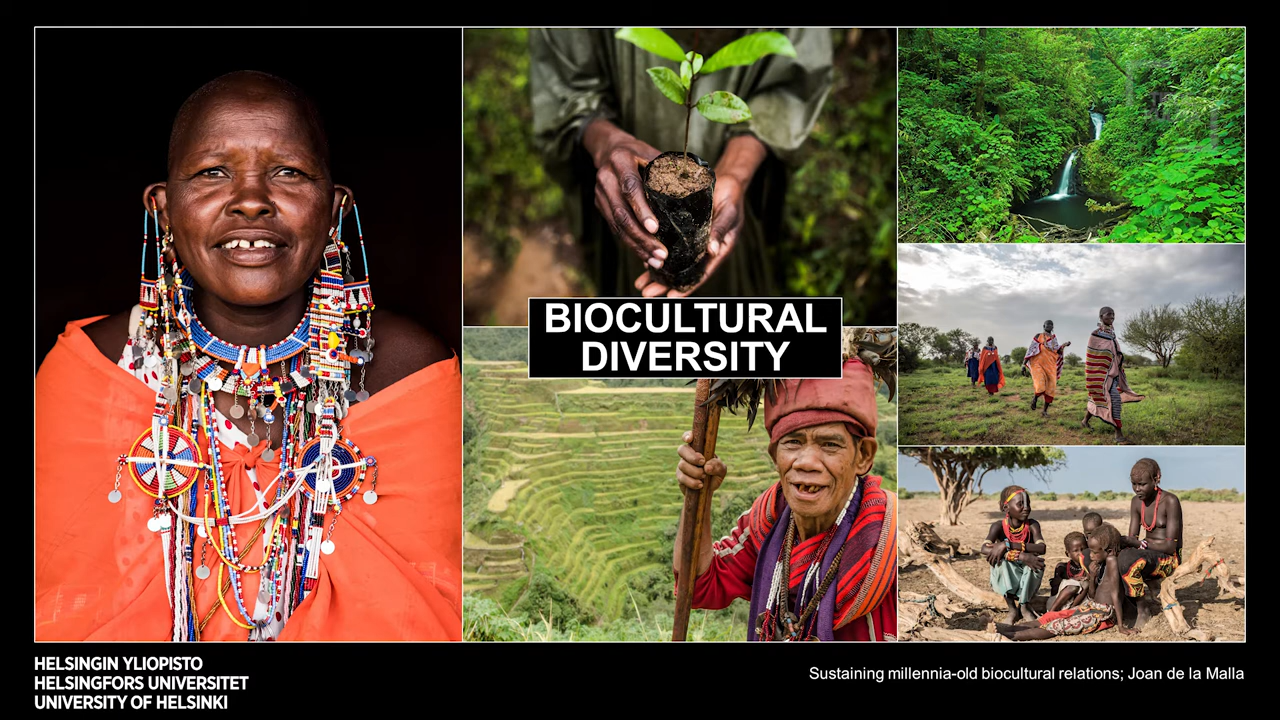 BIOCULTURAL
DIVERSITY
HELSINGIN YLIOPISTO
HELSINGFORS UNIVERSITET
UNIVERSITY OF HELSINKI
Sustaining millennia-old biocultural relations; Joan de la Malla